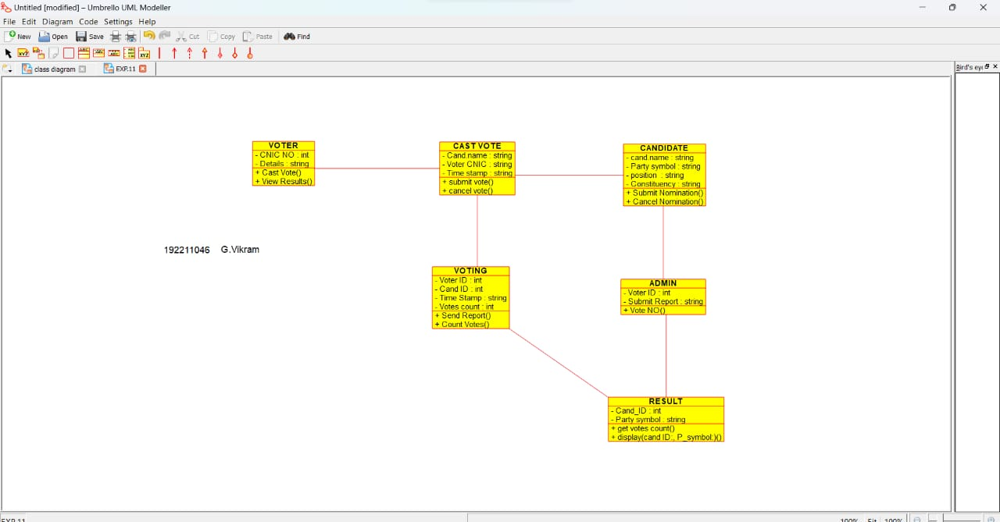 Untitled [modified] – Umbrello UML Modeller
File Edit Diagram Code Settings Help
New Open Save Cut Copy Paste Find
class diagram EXP.11
Bird's eye
VOTER
- CNIC NO : int
- Details : string
+ Cast Vote()
+ View Results()
CAST VOTE
- Cand.name : string
- Voter CNIC : string
- Time stamp : string
+ submit vote()
+ cancel vote()
CANDIDATE
- cand.name : string
- Party symbol : string
- position : string
- Constituency : string
+ Submit Nomination()
+ Cancel Nomination()
192211046 G.Vikram
VOTING
- Voter ID : int
- Cand ID : int
- Time Stamp : string
- Votes count : int
+ Send Report()
+ Count Votes()
ADMIN
- Voter ID : int
- Submit Report : string
+ Vote NO()
RESULT
- Cand_ID : int
- Party symbol : string
+ get votes count()
+ display(cand ID:, P_symbol:)()
EXP.11
100% Fit 100%